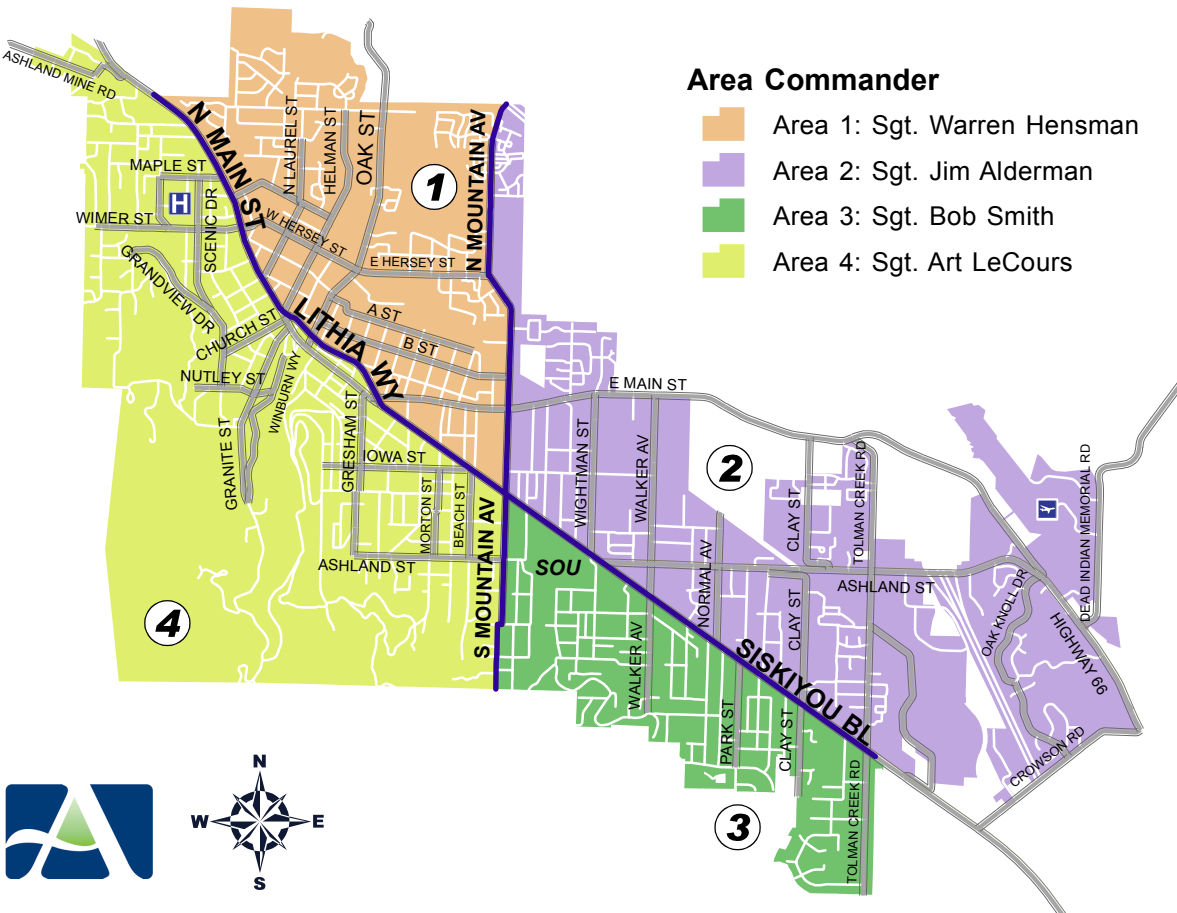 Area Commander
Area 1: Sgt. Warren Hensman
Area 2: Sgt. Jim Alderman
Area 3: Sgt. Bob Smith
Area 4: Sgt. Art LeCours
ASHLAND MINE RD
N MAIN ST
N LAUREL ST
HELMAN ST
OAK ST
1
N MOUNTAIN AV
MAPLE ST
H
WIMER ST
SCENIC DR
W HERSEY ST
E HERSEY ST
GRANDVIEW DR
CHURCH ST
LITHIA WY
A ST
B ST
NUTLEY ST
WINBURN WY
GRANITE ST
GRESHAM ST
E MAIN ST
IOWA ST
MORTON ST
BEACH ST
ASHLAND ST
S MOUNTAIN AV
WIGHTMAN ST
WALKER AV
2
CLAY ST
TOLMAN CREEK RD
DEAD INDIAN MEMORIAL RD
SOU
NORMAL AV
ASHLAND ST
OAK KNOLL DR
HIGHWAY 66
4
WALKER AV
CLAY ST
SISKIYOU BL
PARK ST
CLAY ST
CROWSON RD
3
TOLMAN CREEK RD
N
W
E
S